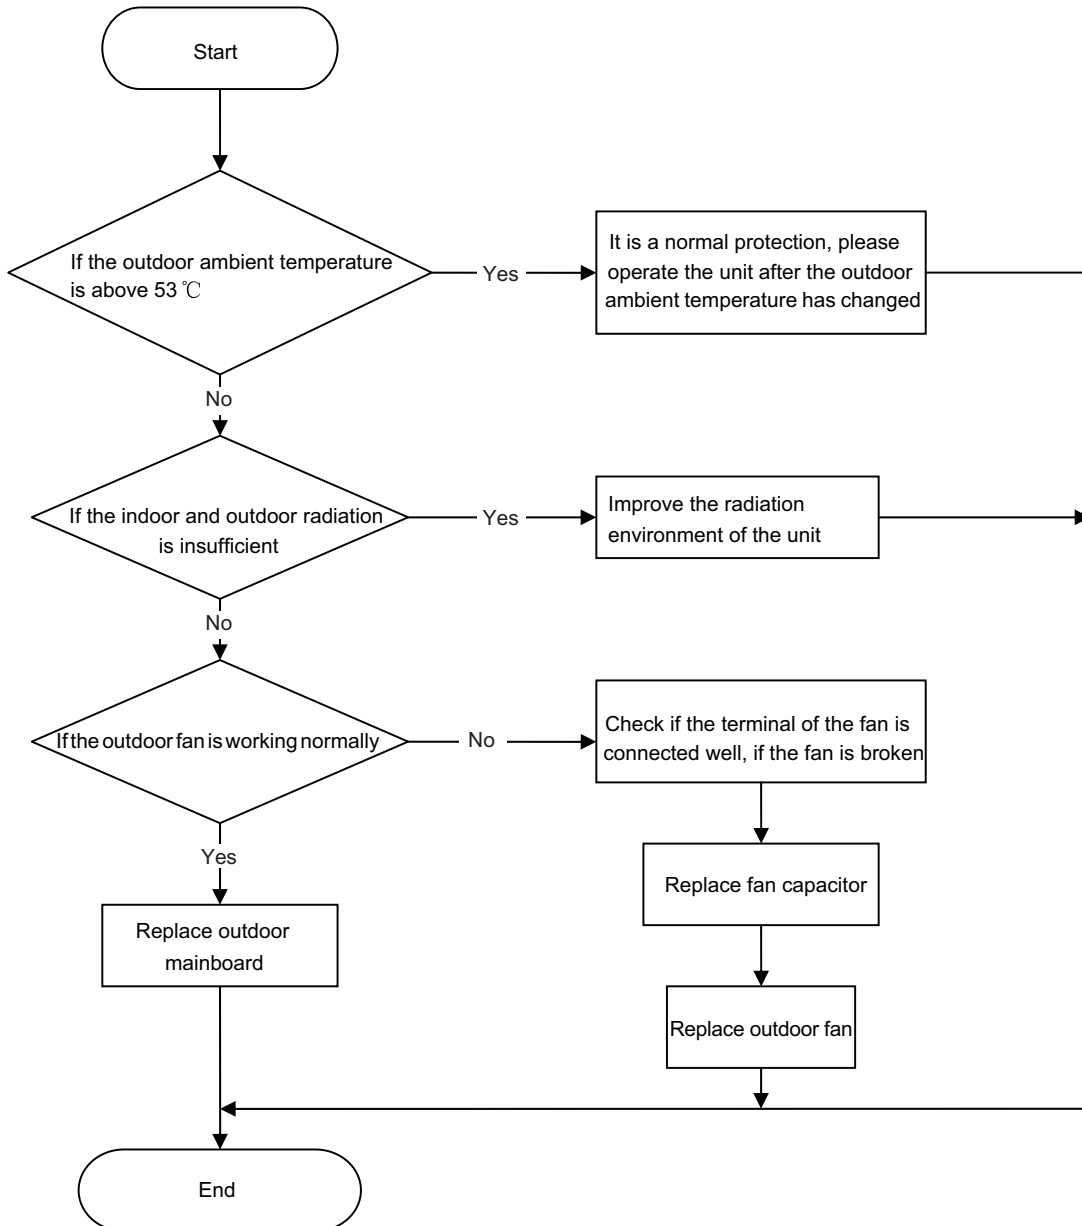 Start
If the outdoor ambient temperature
is above 53 ℃
Yes
It is a normal protection, please
operate the unit after the outdoor
ambient temperature has changed
No
If the indoor and outdoor radiation
is insufficient
Yes
Improve the radiation
environment of the unit
No
If the outdoor fan is working normally
No
Check if the terminal of the fan is
connected well, if the fan is broken
Yes
Replace fan capacitor
Replace outdoor
mainboard
Replace outdoor fan
End